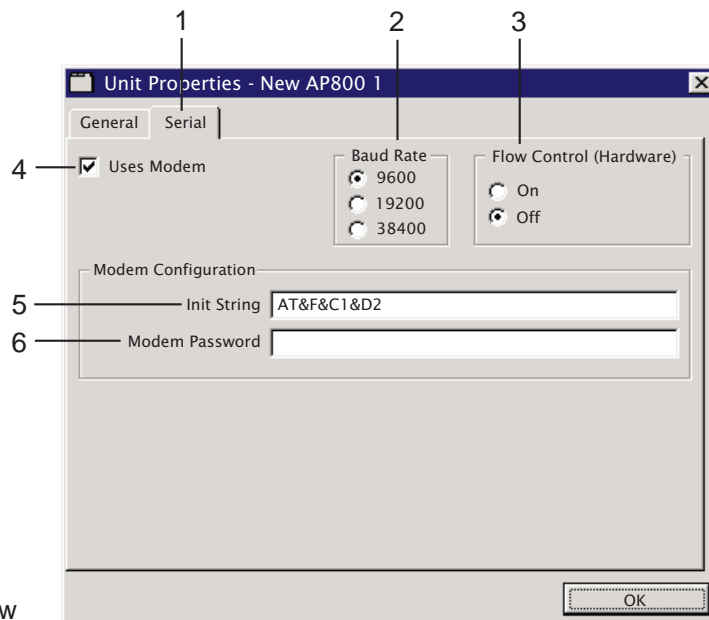 1 2 3
Unit Properties - New AP800 1
General Serial
4 Uses Modem
Baud Rate
9600
19200
38400
Flow Control (Hardware)
On
Off
Modem Configuration
5 Init String AT&F&C1&D2
6 Modem Password
OK
w